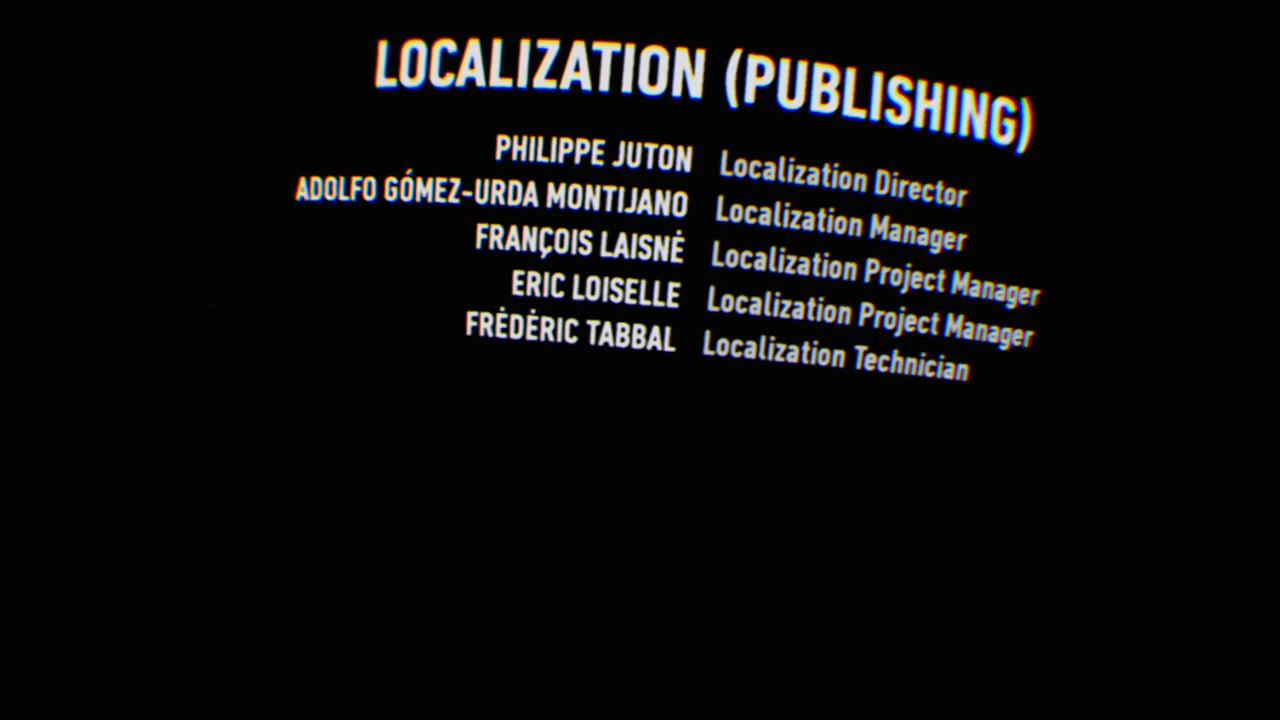 LOCALIZATION (PUBLISHING)
PHILIPPE JUTON Localization Director
ADOLFO GÓMEZ-URDA MONTIJANO Localization Manager
FRANÇOIS LAISNÉ Localization Project Manager
ERIC LOISELLE Localization Project Manager
FRÉDÉRIC TABBAL Localization Technician